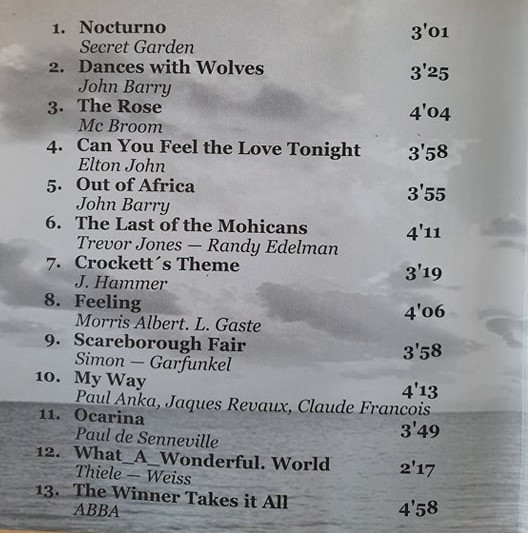 1. Nocturno 3'01
Secret Garden
2. Dances with Wolves 3'25
John Barry
3. The Rose 4'04
Mc Broom
4. Can You Feel the Love Tonight 3'58
Elton John
5. Out of Africa 3'55
John Barry
6. The Last of the Mohicans 4'11
Trevor Jones — Randy Edelman
7. Crockett´s Theme 3'19
J. Hammer
8. Feeling 4'06
Morris Albert. L. Gaste
9. Scareborough Fair 3'58
Simon — Garfunkel
10. My Way 4'13
Paul Anka, Jaques Revaux, Claude Francois
11. Ocarina 3'49
Paul de Senneville
12. What_A_Wonderful. World 2'17
Thiele — Weiss
13. The Winner Takes it All 4'58
ABBA